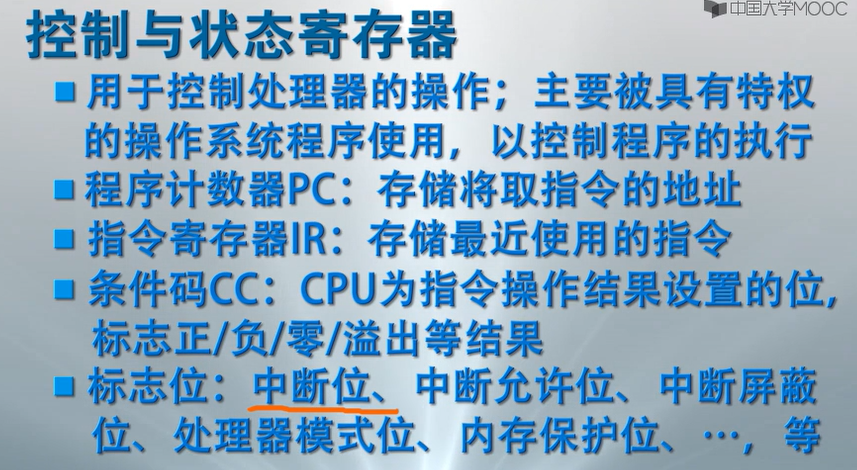 中国大学MOOC
控制与状态寄存器
用于控制处理器的操作；主要被具有特权
的操作系统程序使用，以控制程序的执行
程序计数器PC：存储将取指令的地址
指令寄存器IR：存储最近使用的指令
条件码CC：CPU为指令操作结果设置的位，
标志正/负/零/溢出等结果
标志位：中断位、中断允许位、中断屏蔽
位、处理器模式位、内存保护位、…，等